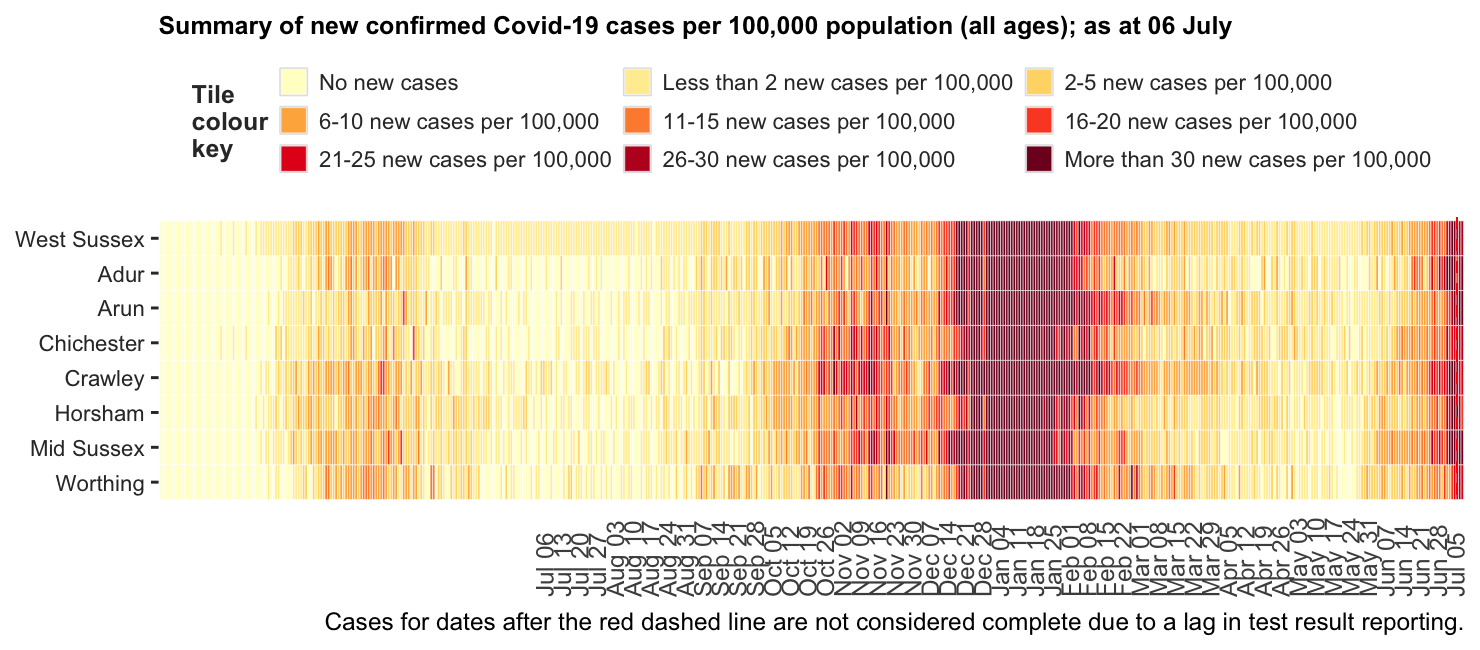 Summary of new confirmed Covid-19 cases per 100,000 population (all ages); as at 06 July
Tile
colour
key
No new cases
Less than 2 new cases per 100,000
2-5 new cases per 100,000
6-10 new cases per 100,000
11-15 new cases per 100,000
16-20 new cases per 100,000
21-25 new cases per 100,000
26-30 new cases per 100,000
More than 30 new cases per 100,000
West Sussex
Adur
Arun
Chichester
Crawley
Horsham
Mid Sussex
Worthing
Jul 06
Jul 13
Jul 20
Jul 27
Aug 03
Aug 10
Aug 17
Aug 24
Aug 31
Sep 07
Sep 14
Sep 21
Sep 28
Oct 05
Oct 12
Oct 19
Oct 26
Nov 02
Nov 09
Nov 16
Nov 23
Nov 30
Dec 07
Dec 14
Dec 21
Dec 28
Jan 04
Jan 11
Jan 18
Jan 25
Feb 01
Feb 08
Feb 15
Feb 22
Mar 01
Mar 08
Mar 15
Mar 22
Mar 29
Apr 05
Apr 12
Apr 19
Apr 26
May 03
May 10
May 17
May 24
May 31
Jun 07
Jun 14
Jun 21
Jun 28
Jul 05
Cases for dates after the red dashed line are not considered complete due to a lag in test result reporting.